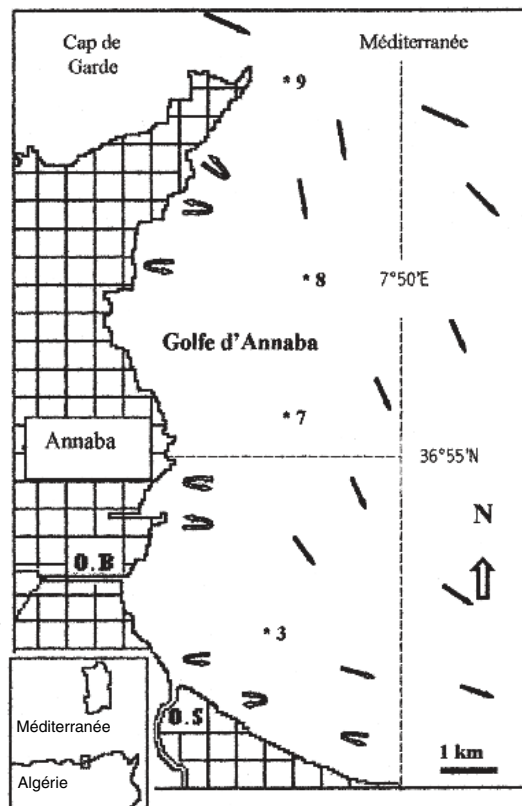 Cap de
Garde
Méditerranée
* 9
* 8
7°50'E
Golfe d'Annaba
* 7
Annaba
36°55'N
N
O.B
* 3
O.S
Méditerranée
Algérie
1 km